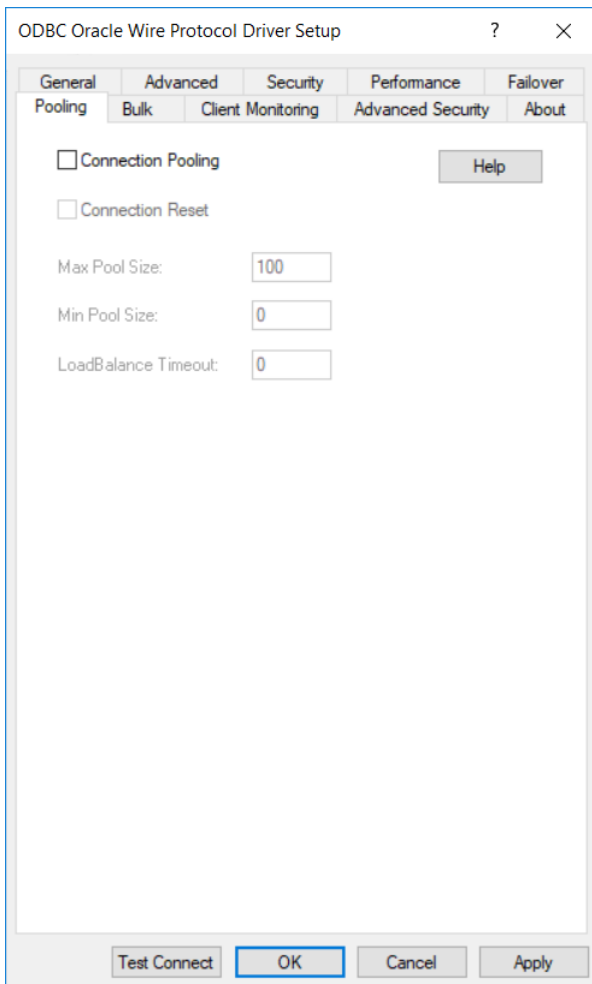 ODBC Oracle Wire Protocol Driver Setup ?
General Advanced Security Performance Failover
Pooling Bulk Client Monitoring Advanced Security About
Connection Pooling Help
Connection Reset
Max Pool Size: 100
Min Pool Size: 0
LoadBalance Timeout: 0
Test Connect OK Cancel Apply